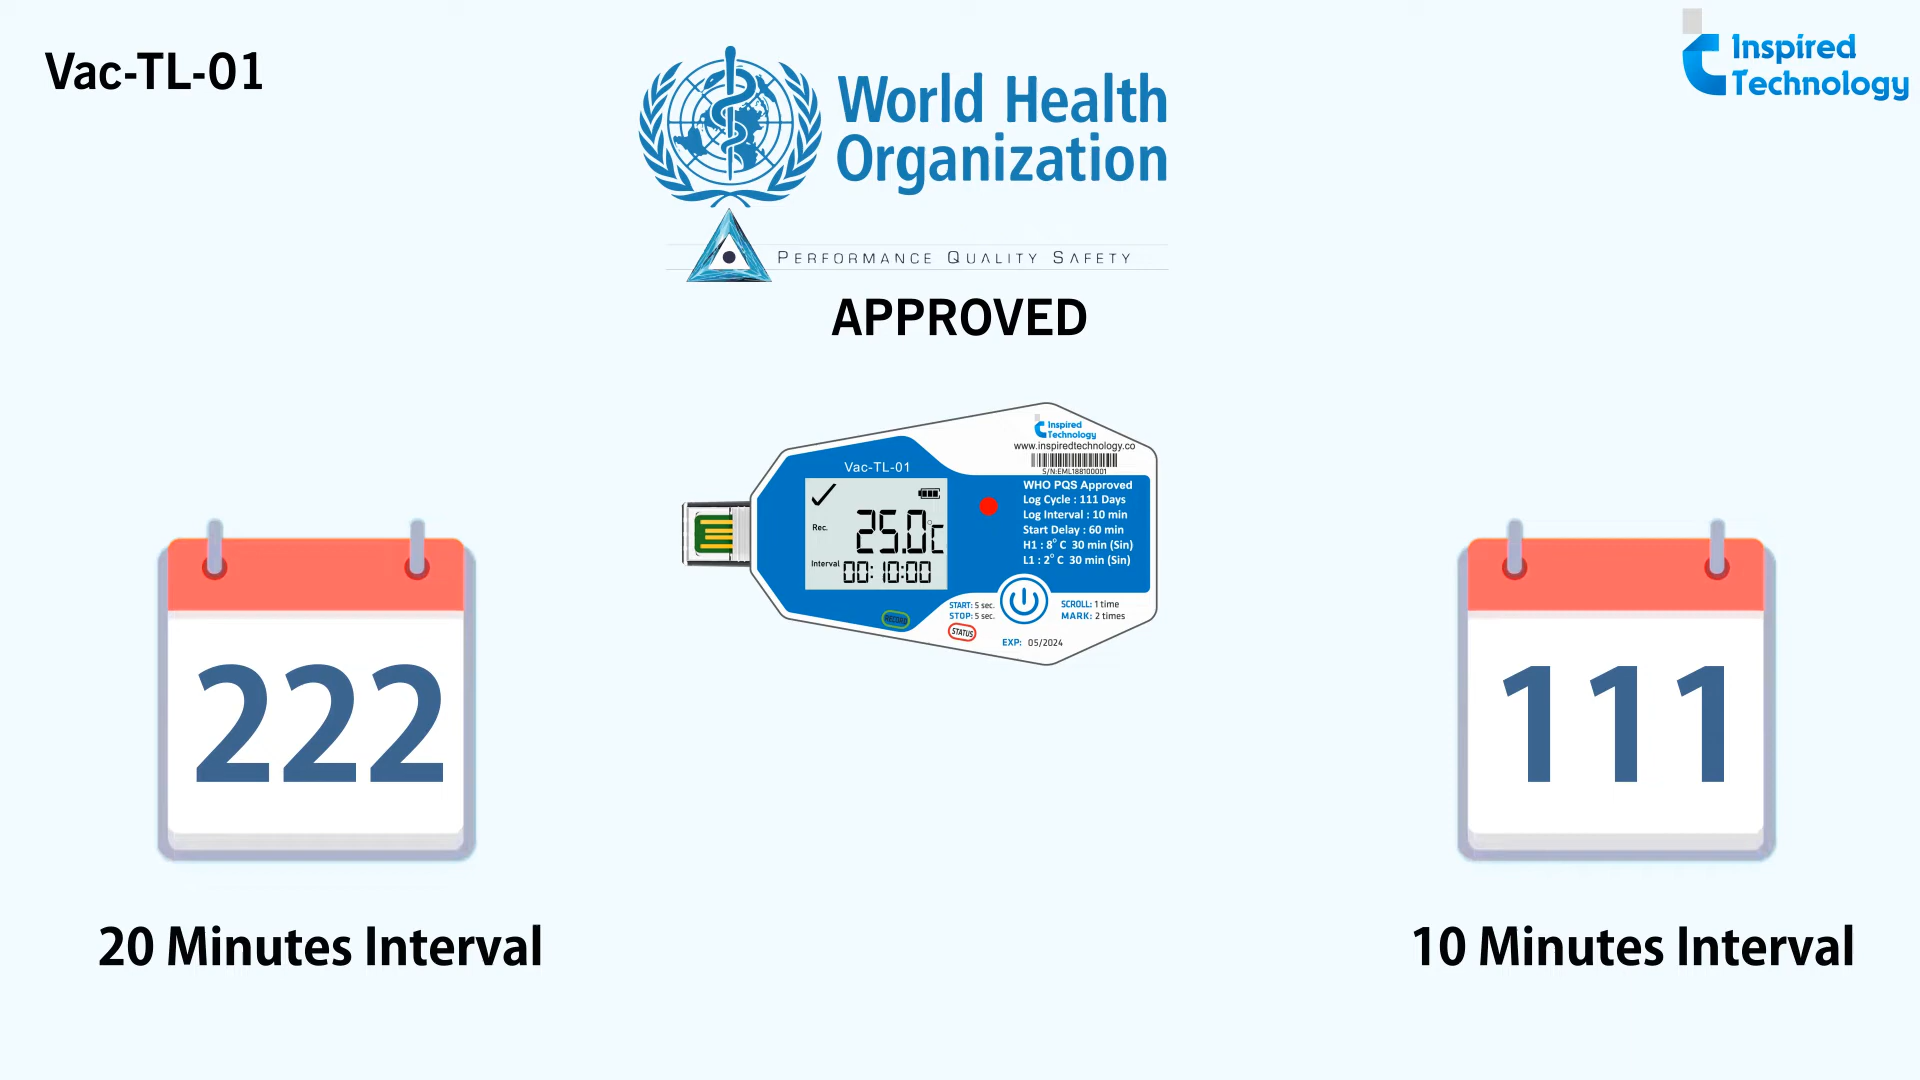 Vac-TL-01
Inspired
Technology
World Health
Organization
PERFORMANCE QUALITY SAFETY
APPROVED
Inspired
Technology
www.inspiredtechnology.co
S/N:EML188100001
Vac-TL-01
Rec.
25.0°C
Interval 00:10:00
WHO PQS Approved
Log Cycle : 111 Days
Log Interval : 10 min
Start Delay : 60 min
H1 : 8° C 30 min (Sin)
L1 : 2° C 30 min (Sin)
RECORD
START: 5 sec.
STOP: 5 sec.
STATUS
SCROLL: 1 time
MARK: 2 times
EXP: 05/2024
222
20 Minutes Interval
111
10 Minutes Interval